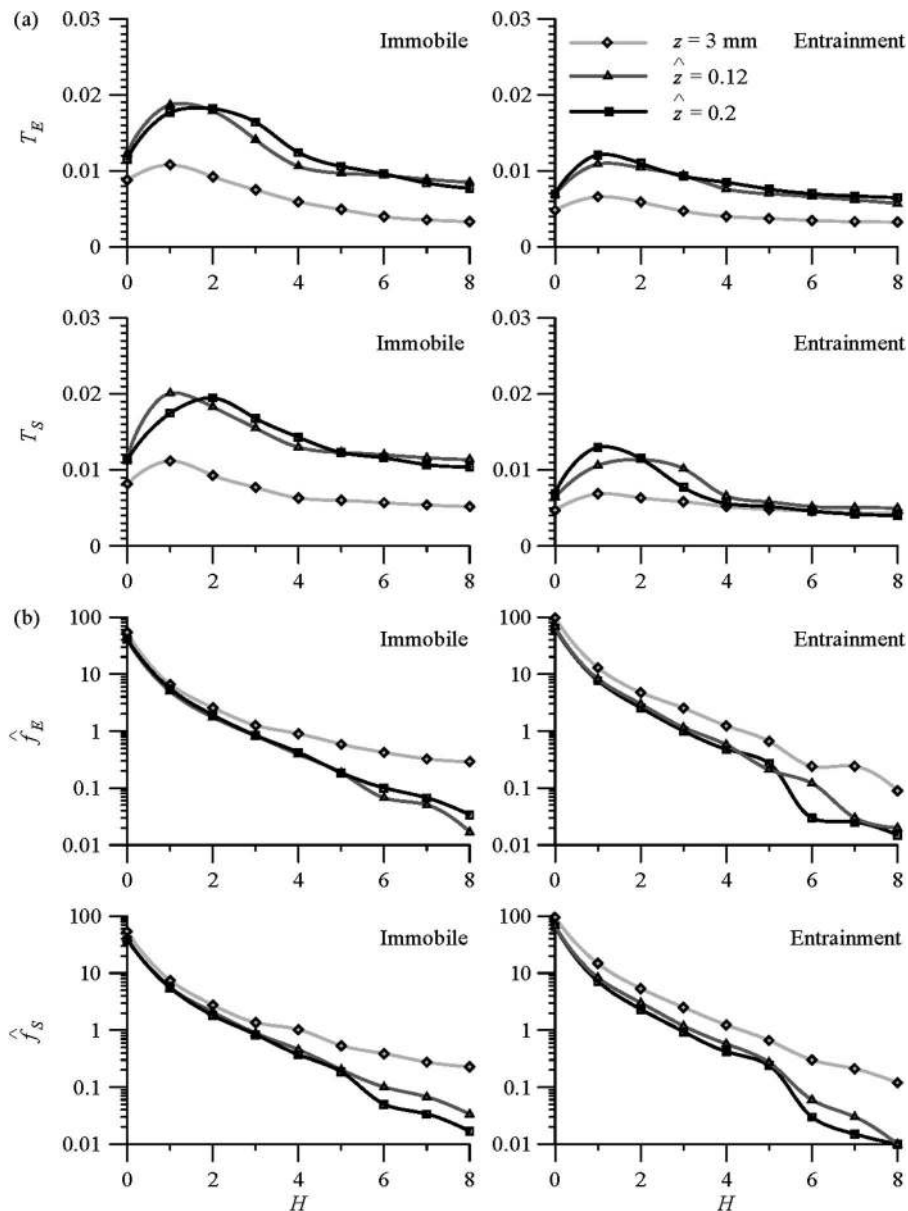 (a)
0.03
0.02
0.01
0
T_E
Immobile
0 2 4 6 8
0.03
0.02
0.01
0
Entrainment
z = 3 mm
ẑ = 0.12
ẑ = 0.2
0 2 4 6 8
0.03
0.02
0.01
0
T_S
Immobile
0 2 4 6 8
0.03
0.02
0.01
0
Entrainment
0 2 4 6 8
(b)
100
10
1
0.1
0.01
f̂_E
Immobile
0 2 4 6 8
100
10
1
0.1
0.01
Entrainment
0 2 4 6 8
100
10
1
0.1
0.01
f̂_S
Immobile
0 2 4 6 8
H
100
10
1
0.1
0.01
Entrainment
0 2 4 6 8
H